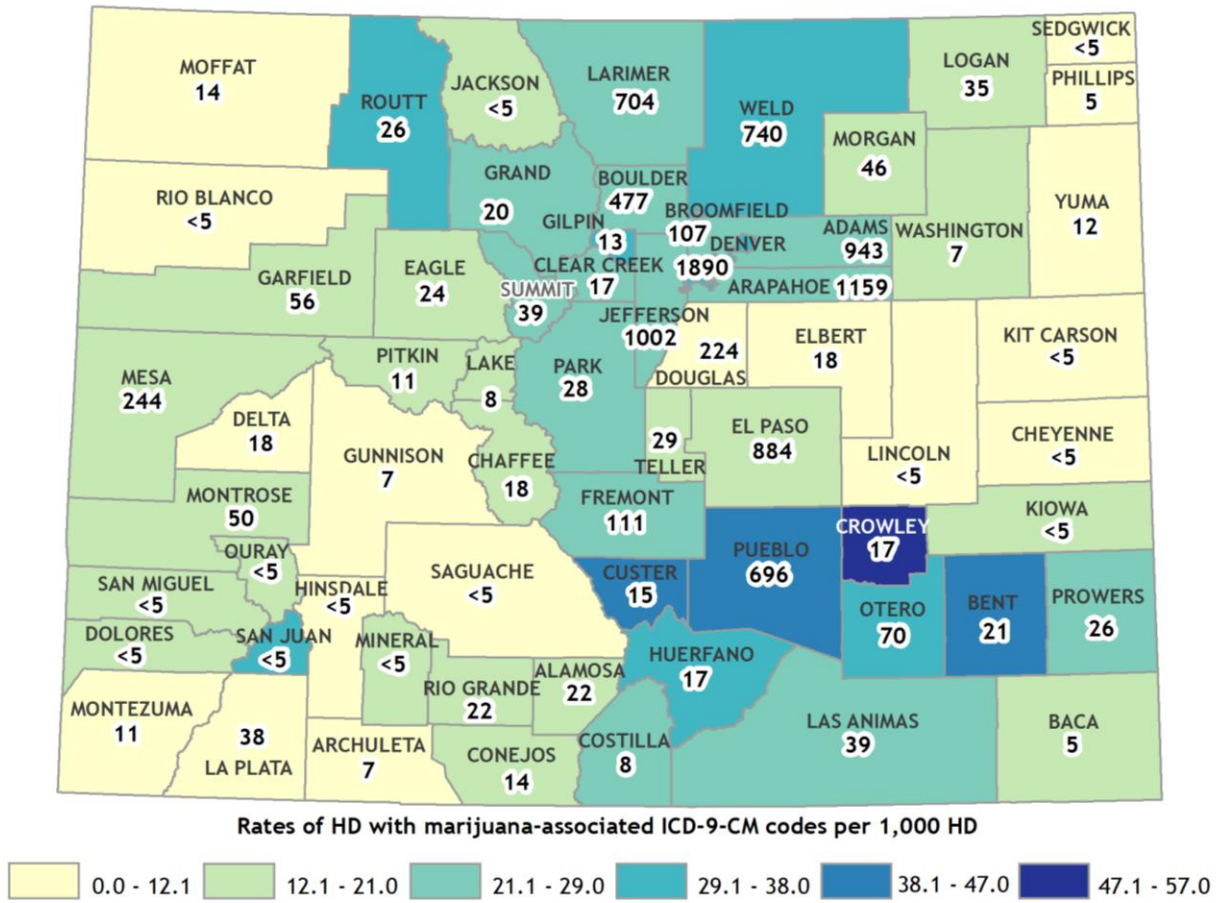 SEDGWICK
<5
MOFFAT
14
ROUTT
26
JACKSON
<5
LARIMER
704
WELD
740
LOGAN
35
PHILLIPS
5
MORGAN
46
RIO BLANCO
<5
GRAND
20
BOULDER
477
GILPIN
13
BROOMFIELD
107
DENVER
1890
ADAMS
943
WASHINGTON
7
YUMA
12
GARFIELD
56
EAGLE
24
SUMMIT
39
CLEAR CREEK
17
ARAPAHOE 1159
JEFFERSON
1002
224
DOUGLAS
ELBERT
18
KIT CARSON
<5
MESA
244
PITKIN
11
LAKE
8
PARK
28
DELTA
18
GUNNISON
7
CHAFFEE
18
29
TELLER
EL PASO
884
LINCOLN
<5
CHEYENNE
<5
MONTROSE
50
FREMONT
111
CROWLEY
17
KIOWA
<5
OURAY
<5
SAN MIGUEL
<5
HINSDALE
<5
SAGUACHE
<5
CUSTER
15
PUEBLO
696
OTERO
70
BENT
21
PROWERS
26
DOLORES
<5
SAN JUAN
<5
MINERAL
<5
RIO GRANDE
22
ALAMOSA
22
HUERFANO
17
MONTEZUMA
11
38
LA PLATA
ARCHULETA
7
CONEJOS
14
COSTILLA
8
LAS ANIMAS
39
BACA
5
Rates of HD with marijuana-associated ICD-9-CM codes per 1,000 HD
0.0 - 12.1
12.1 - 21.0
21.1 - 29.0
29.1 - 38.0
38.1 - 47.0
47.1 - 57.0